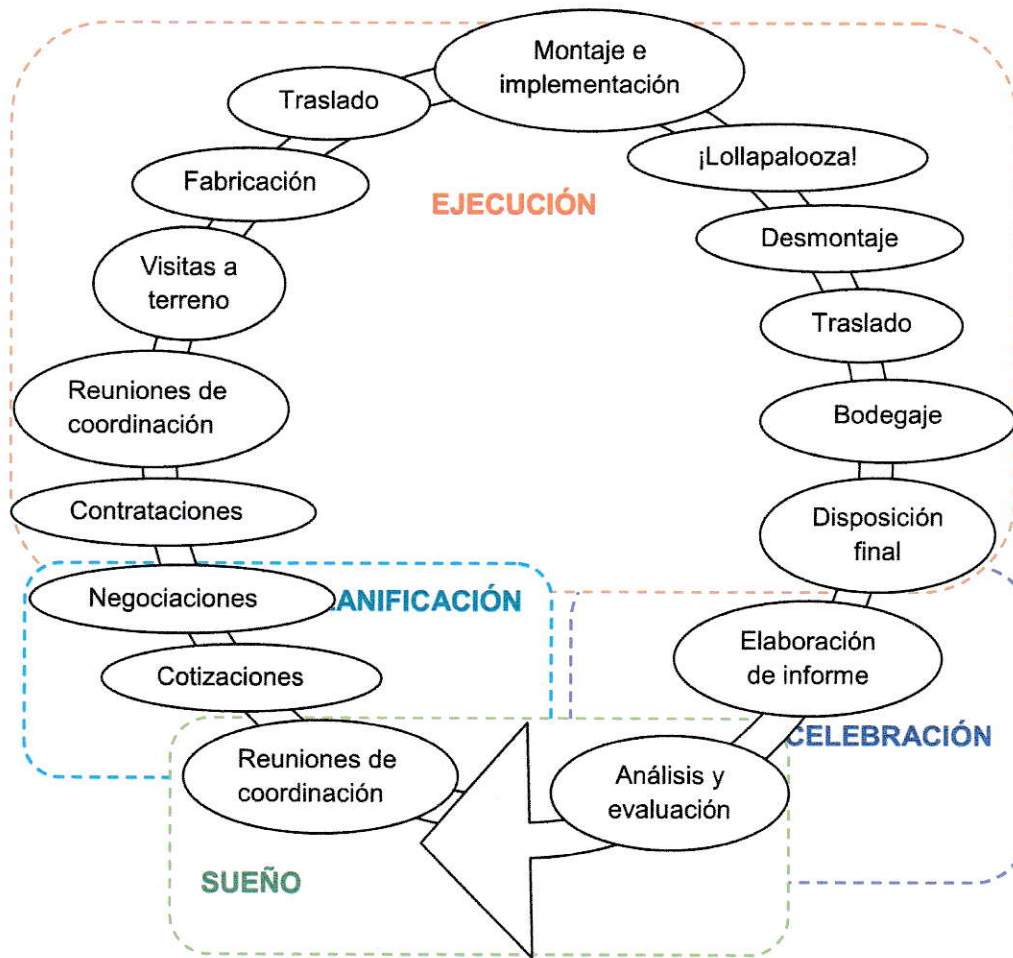 Montaje e
implementación
Traslado
¡Lollapalooza!
Fabricación
EJECUCIÓN
Desmontaje
Visitas a
terreno
Traslado
Reuniones de
coordinación
Bodegaje
Contrataciones
Disposición
final
Negociaciones
ANIFICACIÓN
Elaboración
de informe
Cotizaciones
CELEBRACIÓN
Reuniones de
coordinación
Análisis y
evaluación
SUEÑO